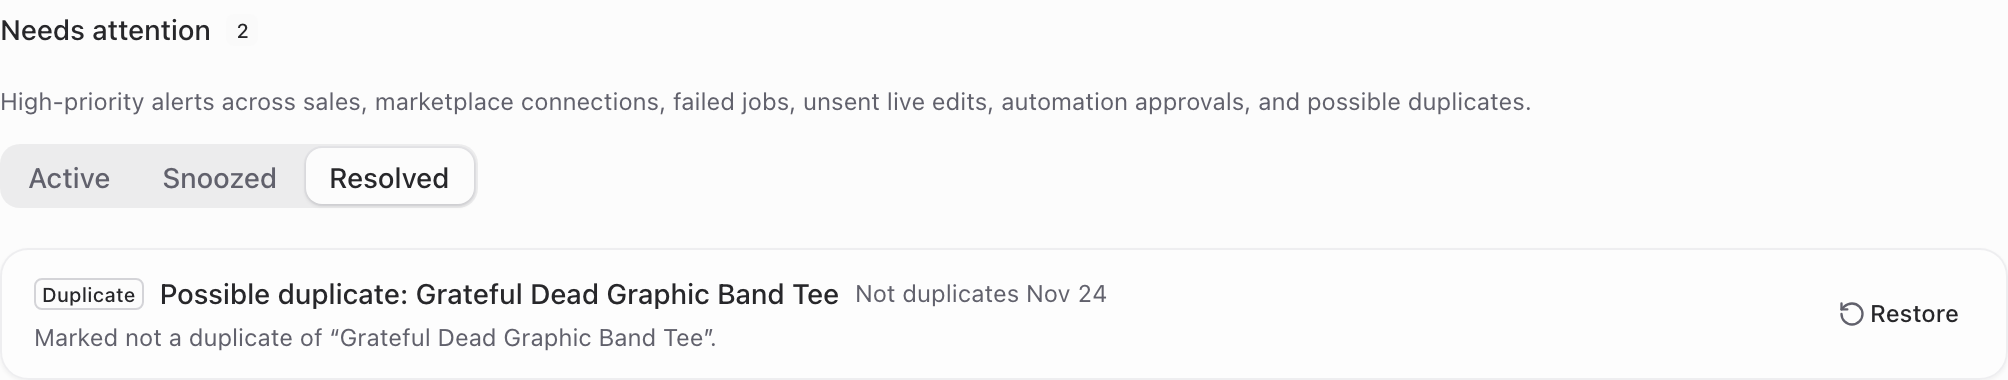 Needs attention 2
High-priority alerts across sales, marketplace connections, failed jobs, unsent live edits, automation approvals, and possible duplicates.
Active Snoozed Resolved
Duplicate Possible duplicate: Grateful Dead Graphic Band Tee Not duplicates Nov 24
Marked not a duplicate of “Grateful Dead Graphic Band Tee”.
Restore